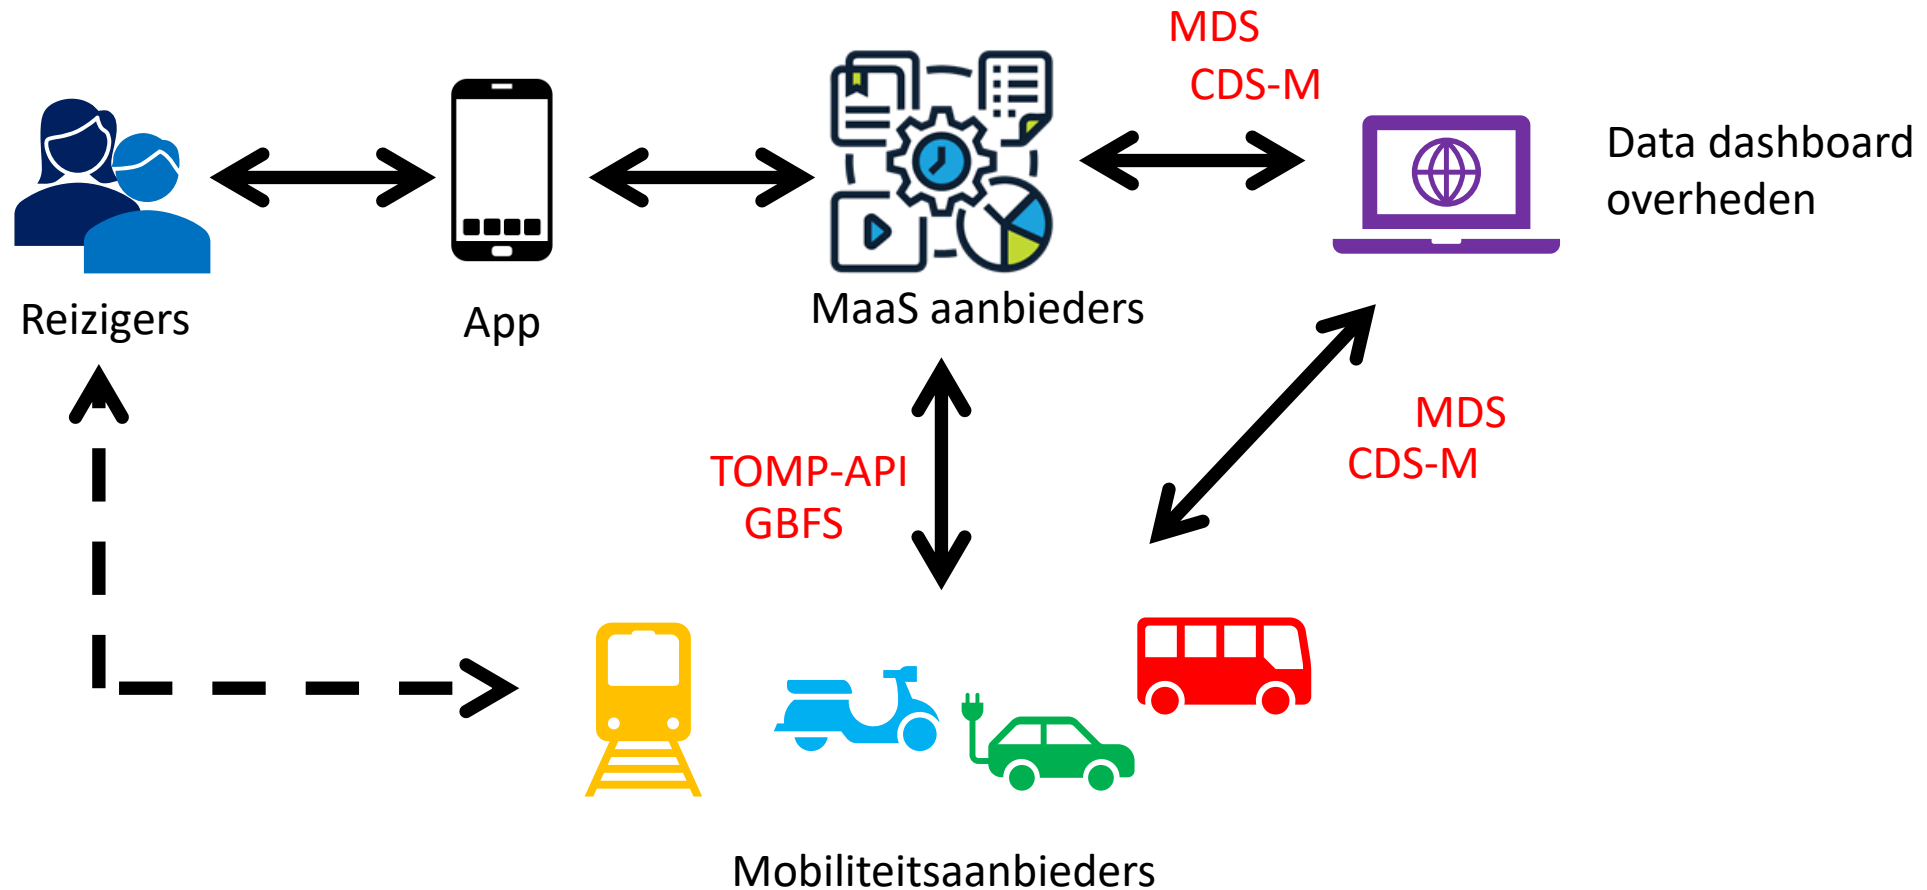 MDS
CDS-M
Data dashboard
overheden
Reizigers
App
MaaS aanbieders
MDS
CDS-M
TOMP-API
GBFS
Mobiliteitsaanbieders